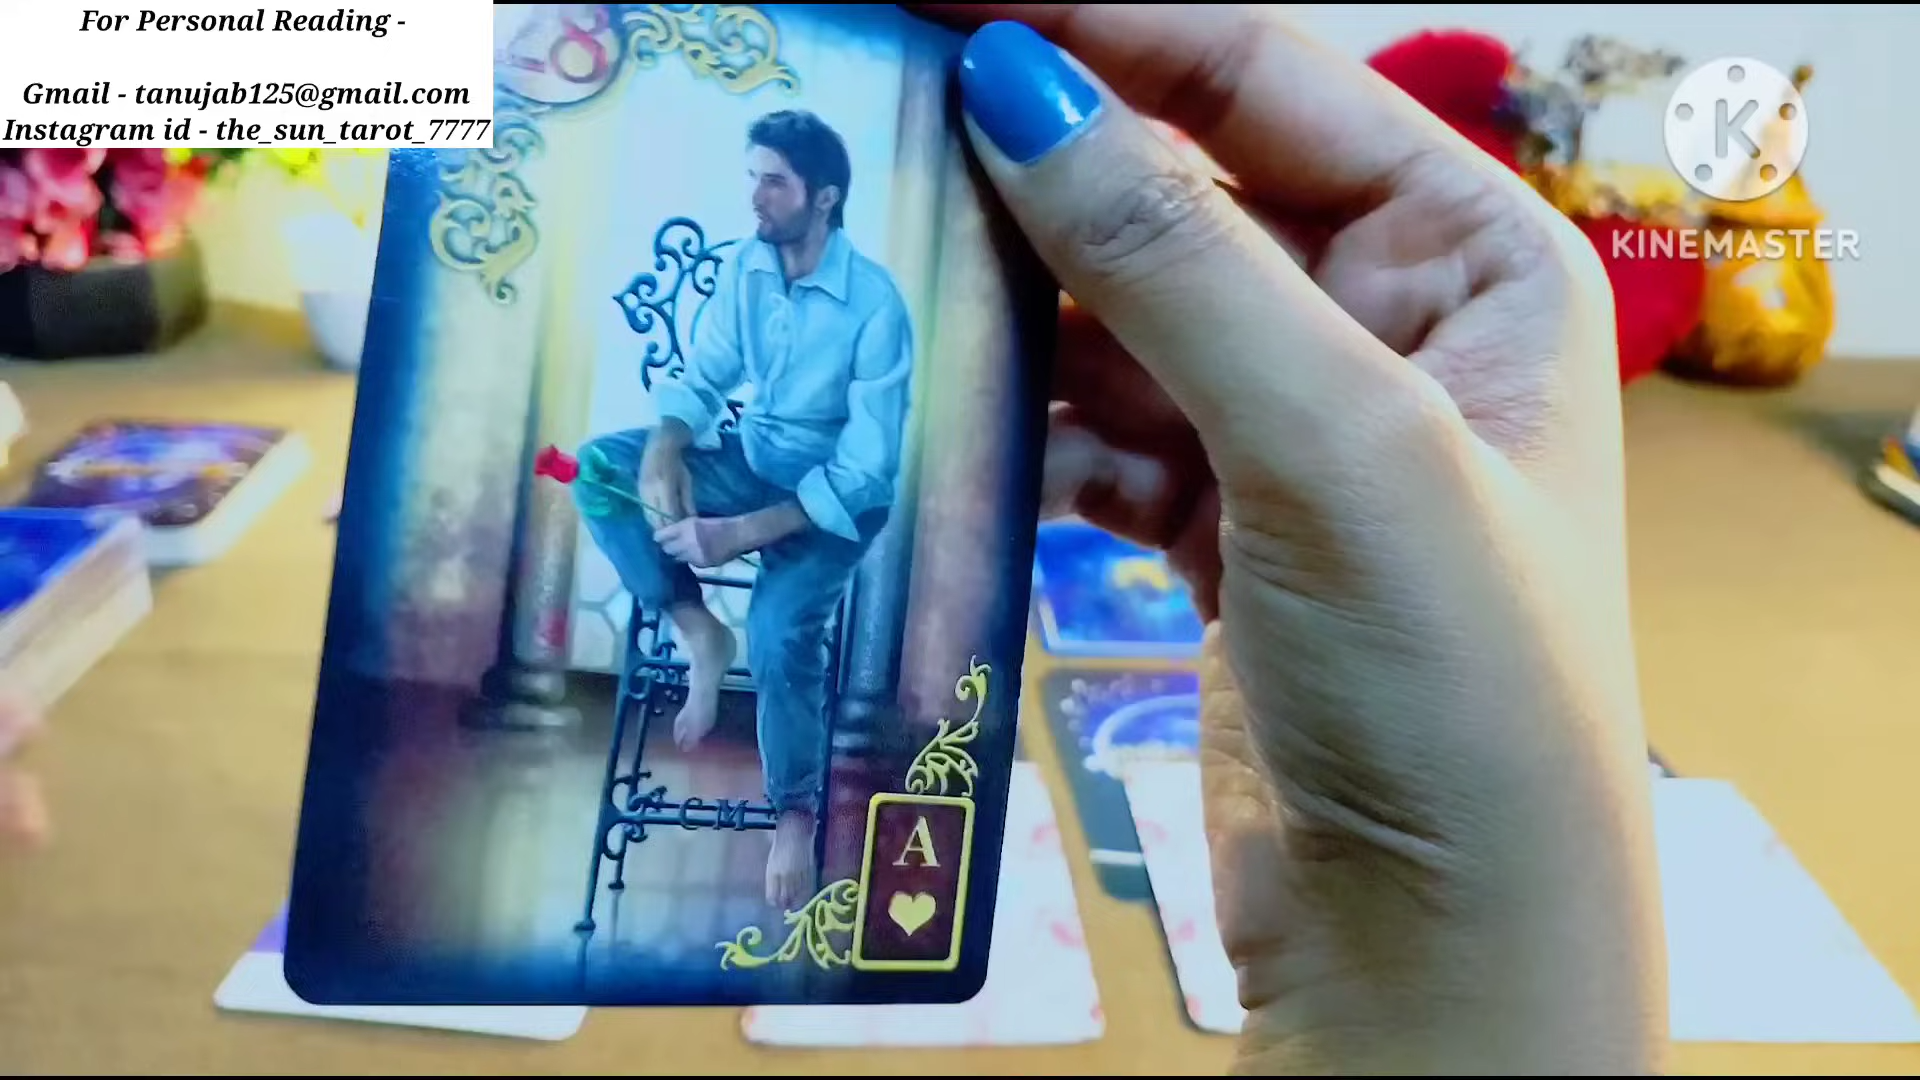 For Personal Reading -
Gmail - tanujab125@gmail.com
Instagram id - the_sun_tarot_7777
K
KINEMASTER
C M
A